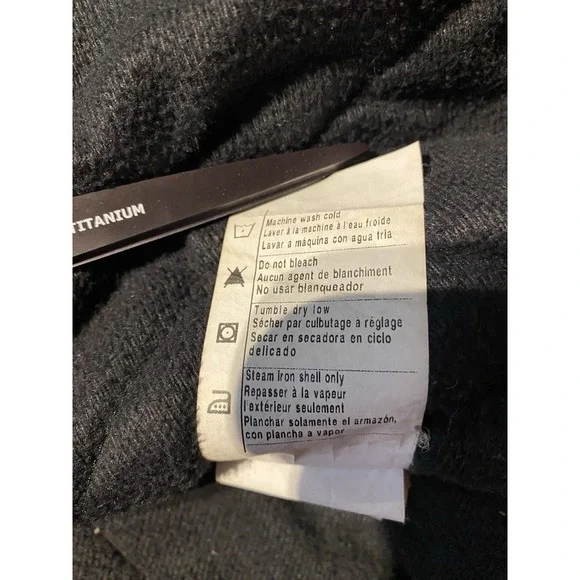 TITANIUM
Machine wash cold
Laver à la machine à l'eau froide
Lavar à màquina con agua tria
Do not bleach
Aucun agent de blanchiment
No usar blanqueador
Tumble dry low
Sécher par culbutage à réglage
Secar en secadora en ciclo
delicado
Steam iron shell only
Repasser à la vapeur
l'extérieur seulement
Planchar solamente el armazón,
con plancha a vapor